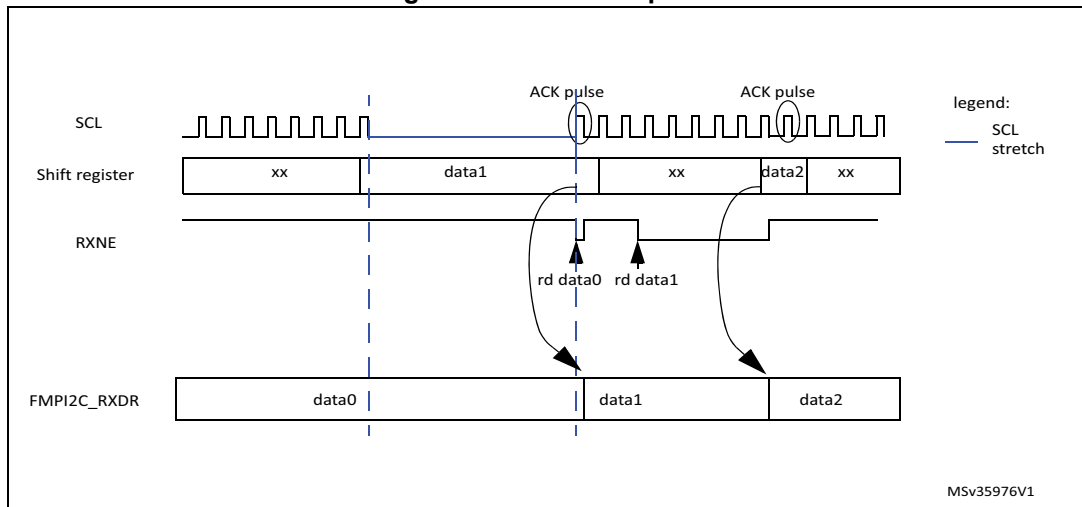 ACK pulse
ACK pulse
legend:
SCL
SCL
stretch
Shift register
xx
data1
xx
data2
xx
RXNE
rd data0
rd data1
FMPI2C_RXDR
data0
data1
data2
MSv35976V1